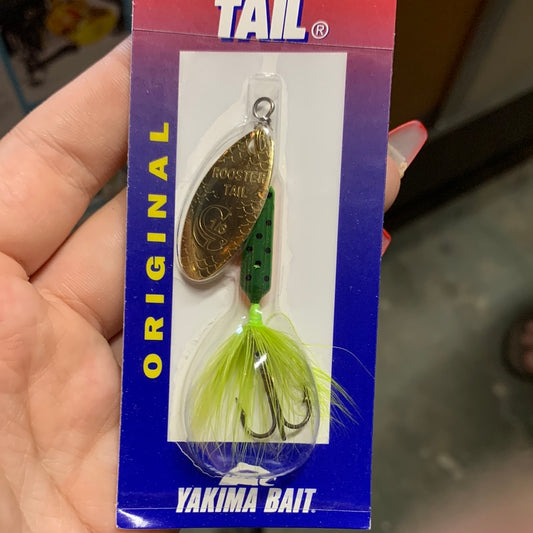 TAIL®
ORIGINAL
ROOSTER
TAIL
YAKIMA BAIT®